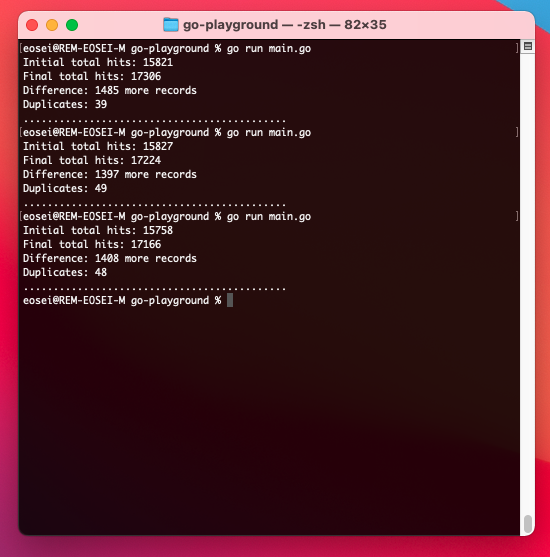 go-playground — -zsh — 82×35
[eosei@REM-EOSEI-M go-playground % go run main.go ]
Initial total hits: 15821
Final total hits: 17306
Difference: 1485 more records
Duplicates: 39
............................................
[eosei@REM-EOSEI-M go-playground % go run main.go ]
Initial total hits: 15827
Final total hits: 17224
Difference: 1397 more records
Duplicates: 49
............................................
[eosei@REM-EOSEI-M go-playground % go run main.go ]
Initial total hits: 15758
Final total hits: 17166
Difference: 1408 more records
Duplicates: 48
............................................
eosei@REM-EOSEI-M go-playground %